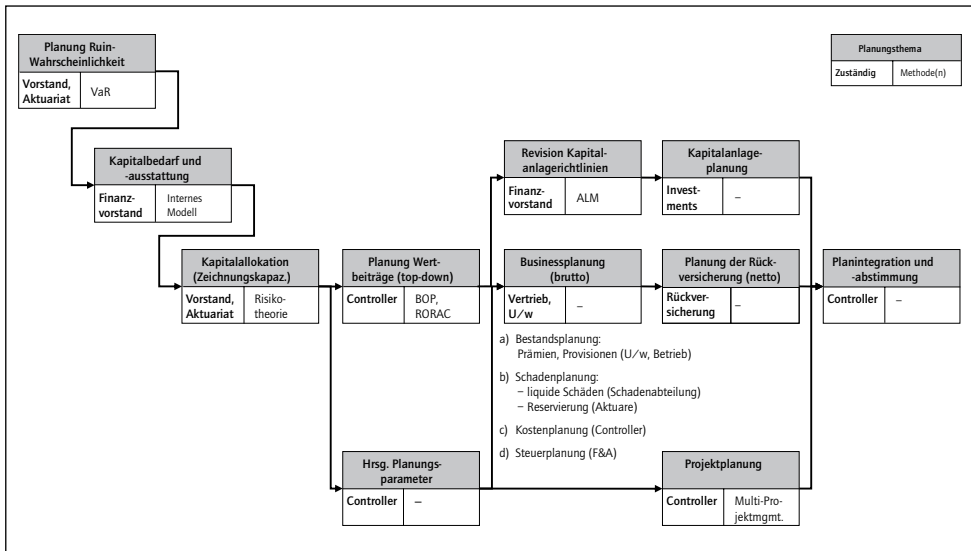 Planung Ruin-
Wahrscheinlichkeit
Vorstand,
Aktuariat
VaR
Planungsthema
Zuständig
Methode(n)
Kapitalbedarf und
-ausstattung
Finanz-
vorstand
Internes
Modell
Revision Kapital-
anlagerichtlinien
Finanz-
vorstand
ALM
Kapitalanlage-
planung
Invest-
ments
–
Kapitalallokation
(Zeichnungskapaz.)
Vorstand,
Aktuariat
Risiko-
theorie
Planung Wert-
beiträge (top-down)
Controller
BOP,
RORAC
Businessplanung
(brutto)
Vertrieb,
U/w
–
Planung der Rück-
versicherung (netto)
Rückver-
sicherung
–
Planintegration und
-abstimmung
Controller
–
a) Bestandsplanung:
Prämien, Provisionen (U/w, Betrieb)
b) Schadenplanung:
– liquide Schäden (Schadenabteilung)
– Reservierung (Aktuare)
c) Kostenplanung (Controller)
d) Steuerplanung (F&A)
Hrsg. Planungs-
parameter
Controller
–
Projektplanung
Controller
Multi-Pro-
jektmgmt.